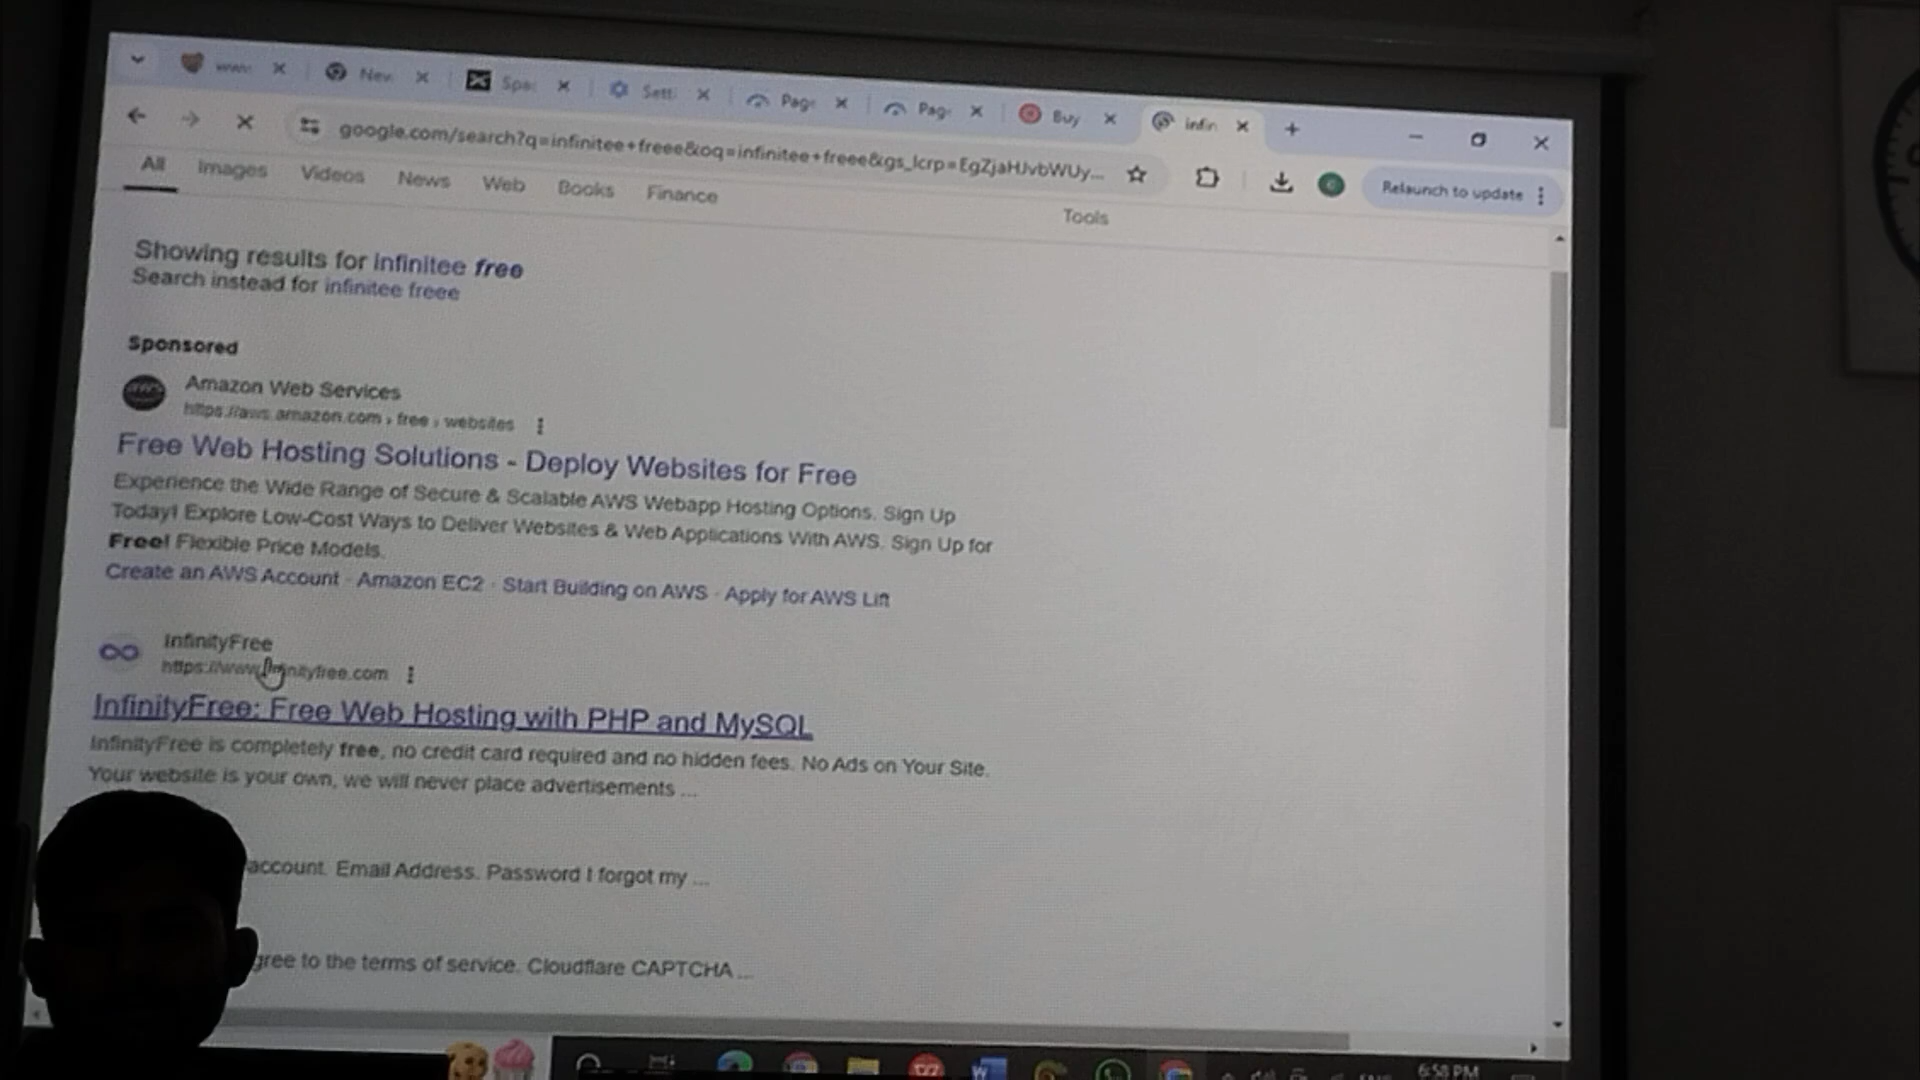 New
Spa
Setti
Page
Page
Buy
infin
google.com/search?q=infinitee+freee&oq=infinitee+freee&gs_lcrp=EgZjaHJvbWUy...
Relaunch to update
All Images Videos News Web Books Finance
Tools
Showing results for infinitee free
Search instead for infinitee freee
Sponsored
aws
Amazon Web Services
https://aws.amazon.com › free › websites
Free Web Hosting Solutions - Deploy Websites for Free
Experience the Wide Range of Secure & Scalable AWS Webapp Hosting Options. Sign Up
Today! Explore Low-Cost Ways to Deliver Websites & Web Applications With AWS. Sign Up for
Free! Flexible Price Models.
Create an AWS Account · Amazon EC2 · Start Building on AWS · Apply for AWS Lift
InfinityFree
https://www.infinityfree.com
InfinityFree: Free Web Hosting with PHP and MySQL
InfinityFree is completely free, no credit card required and no hidden fees. No Ads on Your Site.
Your website is your own, we will never place advertisements ...
account. Email Address. Password I forgot my ...
gree to the terms of service. Cloudflare CAPTCHA ...
6:58 PM